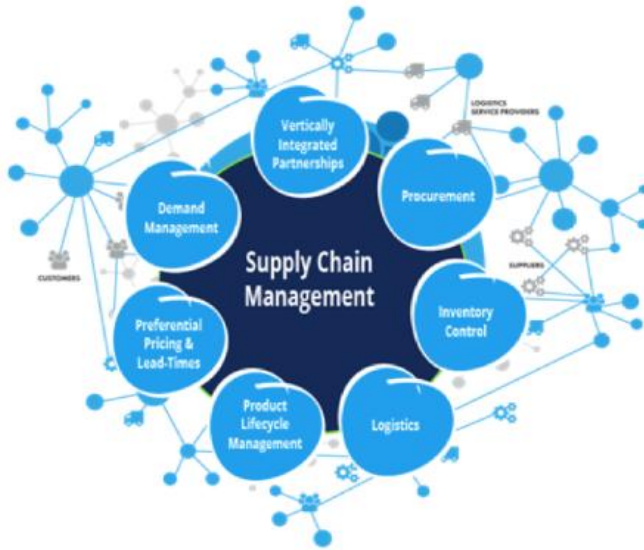 Vertically
Integrated
Partnerships
LOGISTICS
SERVICE PROVIDERS
Procurement
Demand
Management
Supply Chain
Management
CUSTOMERS
SUPPLIERS
Inventory
Control
Preferential
Pricing &
Lead-Times
Product
Lifecycle
Management
Logistics